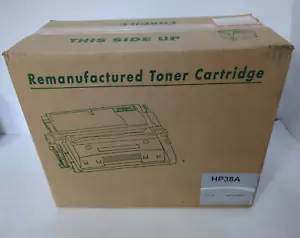 THIS SIDE UP
Remanufactured Toner Cartridge
HP38A